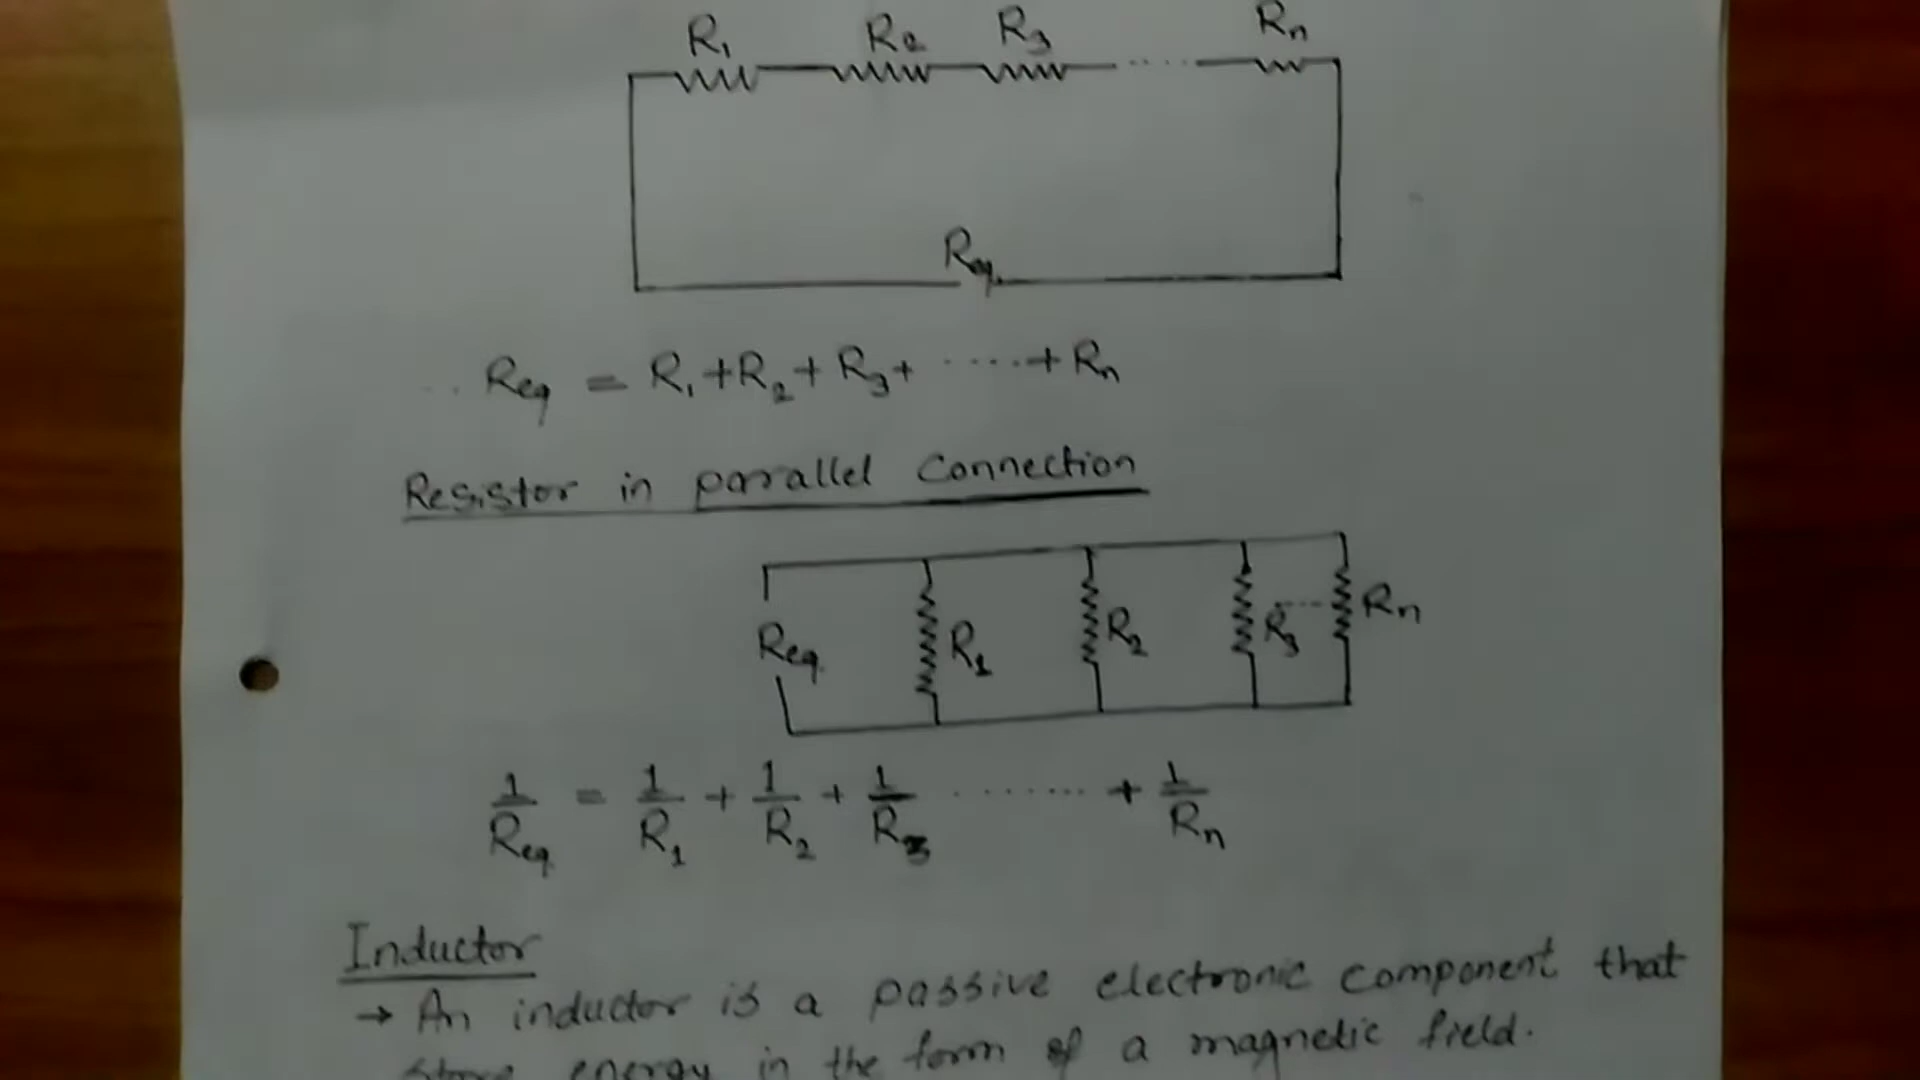 R1 R2 R3 Rn
Req.
Req = R1 + R2 + R3 + ..... + Rn
Resistor in parallel Connection
Req. R1 R2 R3 ---- Rn
1/Req = 1/R1 + 1/R2 + 1/R3 ........ + 1/Rn
Inductor
→ An inductor is a passive electronic component that
energy in the form of a magnetic field.